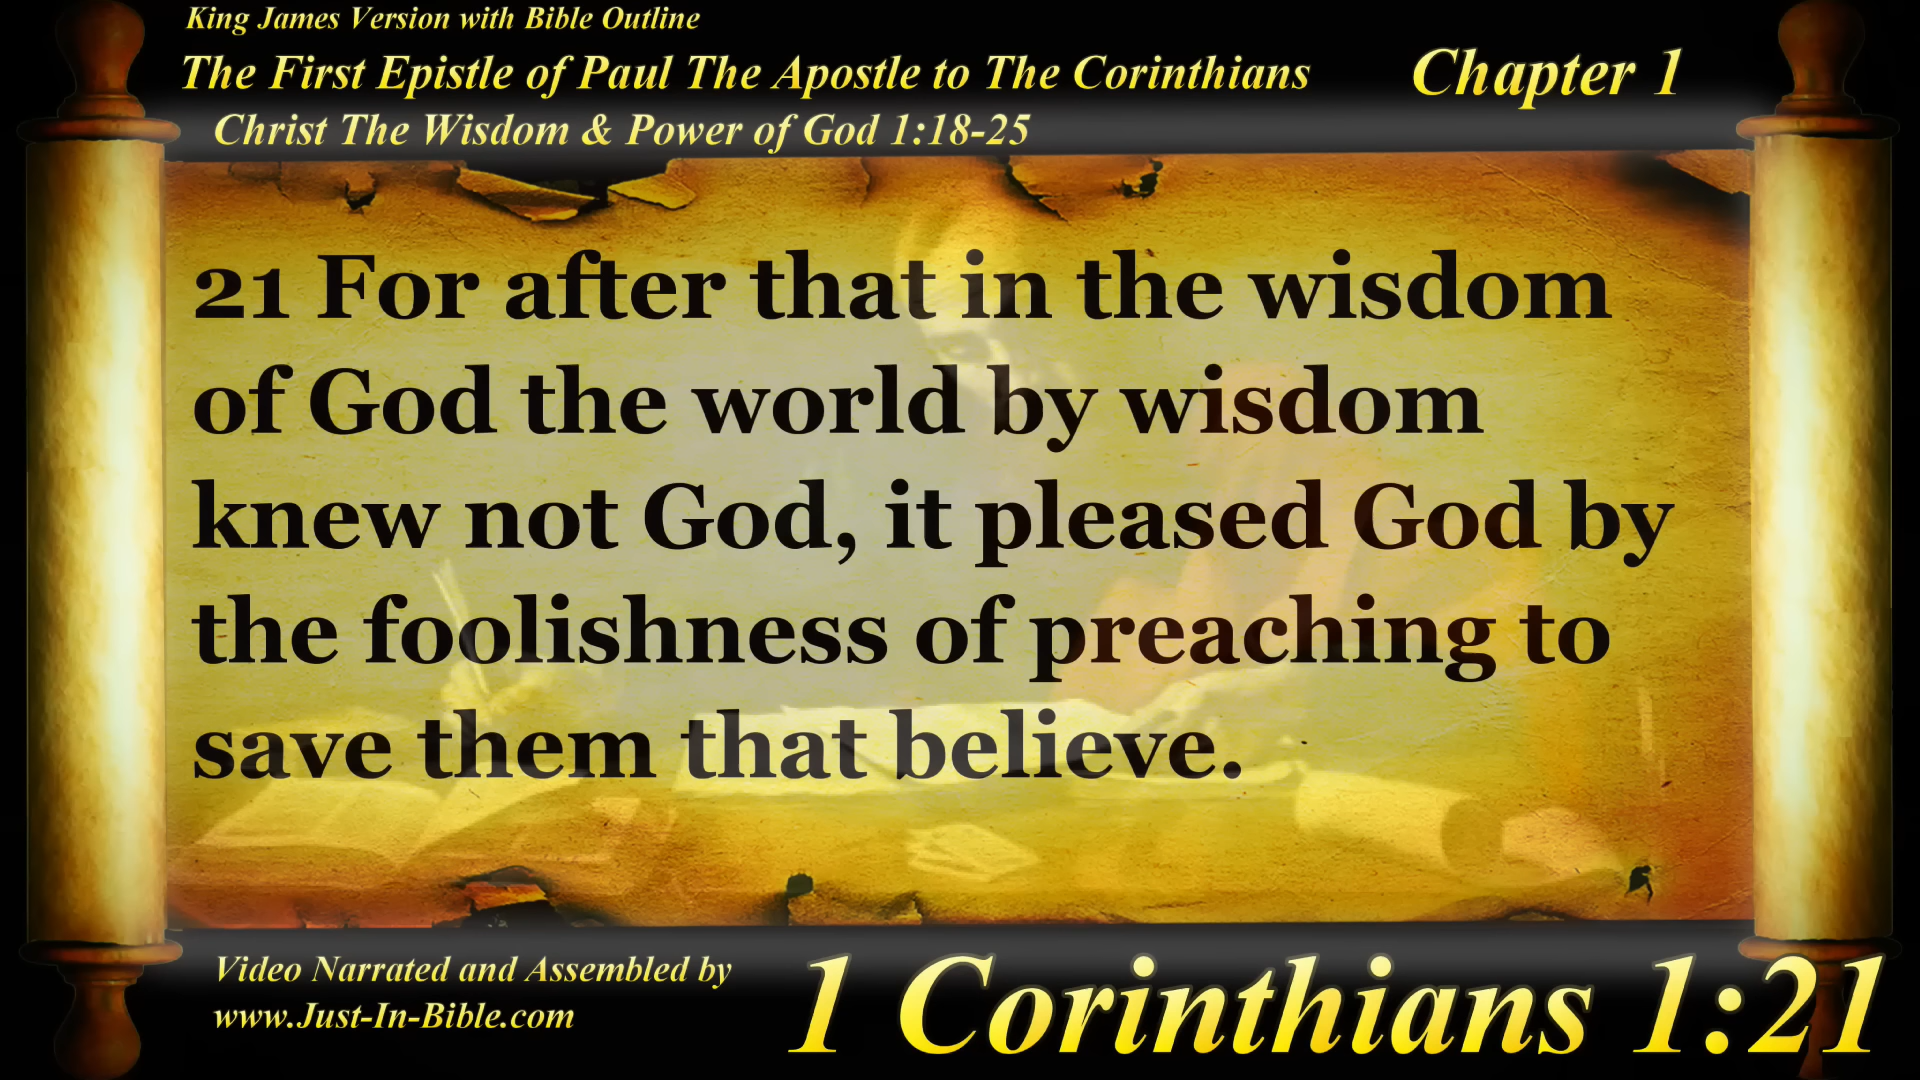 King James Version with Bible Outline
The First Epistle of Paul The Apostle to The Corinthians
Chapter 1
Christ The Wisdom & Power of God 1:18-25
21 For after that in the wisdom
of God the world by wisdom
knew not God, it pleased God by
the foolishness of preaching to
save them that believe.
Video Narrated and Assembled by
www.Just-In-Bible.com
1 Corinthians 1:21